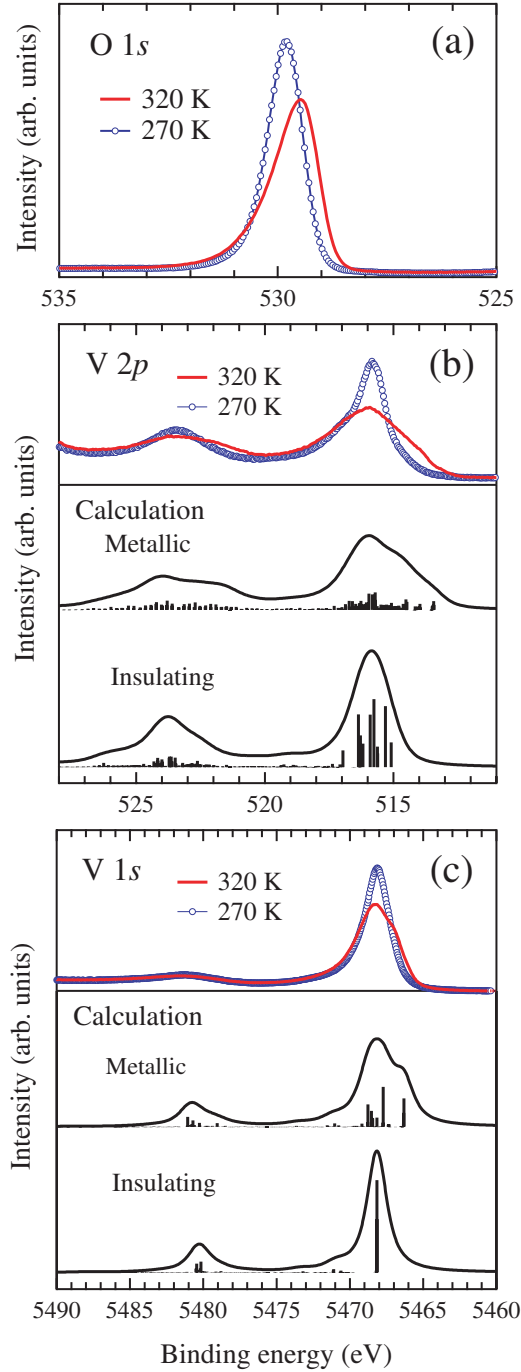 O 1s
(a)
320 K
270 K
Intensity (arb. units)
535
530
525
V 2p
(b)
320 K
270 K
Calculation
Metallic
Insulating
Intensity (arb. units)
525
520
515
V 1s
(c)
320 K
270 K
Calculation
Metallic
Insulating
Intensity (arb. units)
5490
5485
5480
5475
5470
5465
5460
Binding energy (eV)